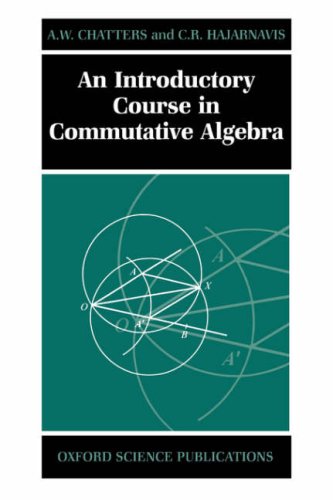 A.W. CHATTERS and C.R. HAJARNAVIS
An Introductory
Course in
Commutative Algebra
A
A
O
O
X
A'
B
A'
OXFORD SCIENCE PUBLICATIONS